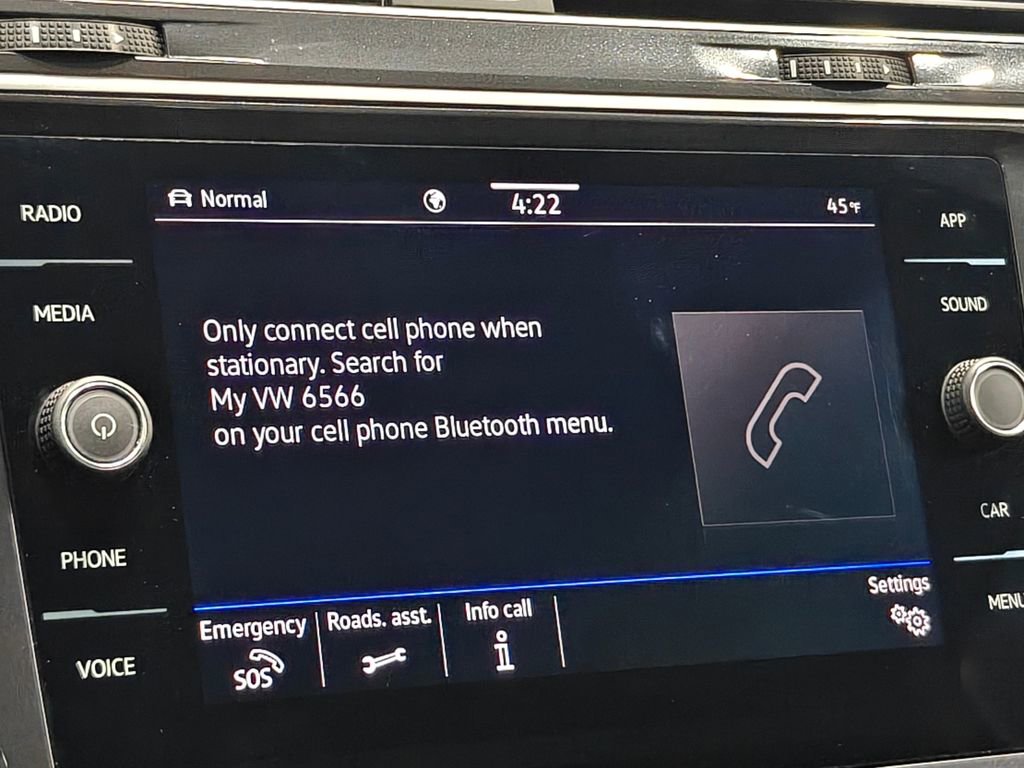 Normal 4:22 45°F
RADIO
APP
MEDIA
SOUND
Only connect cell phone when
stationary. Search for
My VW 6566
on your cell phone Bluetooth menu.
CAR
PHONE
MENU
Settings
Emergency Roads. asst. Info call
SOS
VOICE